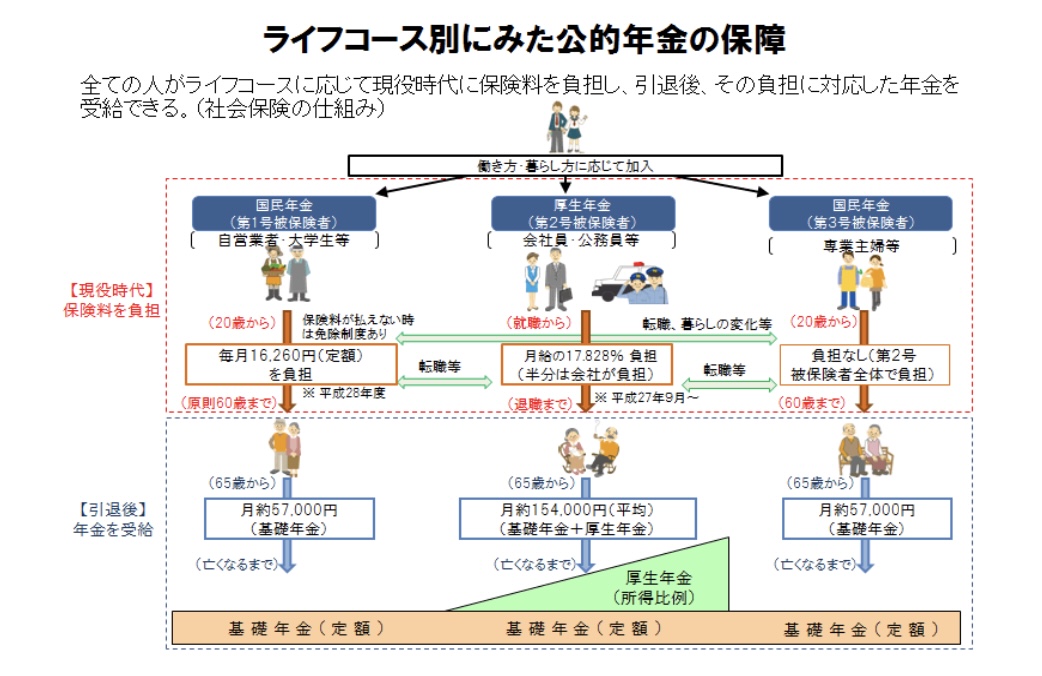 ライフコース別にみた公的年金の保障
全ての人がライフコースに応じて現役時代に保険料を負担し、引退後、その負担に対応した年金を
受給できる。（社会保険の仕組み）
働き方・暮らし方に応じて加入
国民年金
（第1号被保険者）
自営業者・大学生等
厚生年金
（第2号被保険者）
会社員・公務員等
国民年金
（第3号被保険者）
専業主婦等
【現役時代】
保険料を負担
（20歳から）
保険料が払えない時
は免除制度あり
（就職から）
転職、暮らしの変化等
（20歳から）
毎月16,260円（定額）
を負担
転職等
月給の17.828% 負担
（半分は会社が負担）
転職等
負担なし（第2号
被保険者全体で負担）
（原則60歳まで）
※ 平成28年度
（退職まで）
※ 平成27年9月～
（60歳まで）
【引退後】
年金を受給
（65歳から）
（65歳から）
（65歳から）
月約57,000円
（基礎年金）
月約154,000円（平均）
（基礎年金＋厚生年金）
月約57,000円
（基礎年金）
（亡くなるまで）
（亡くなるまで）
（亡くなるまで）
厚生年金
（所得比例）
基礎年金（定額）
基礎年金（定額）
基礎年金（定額）